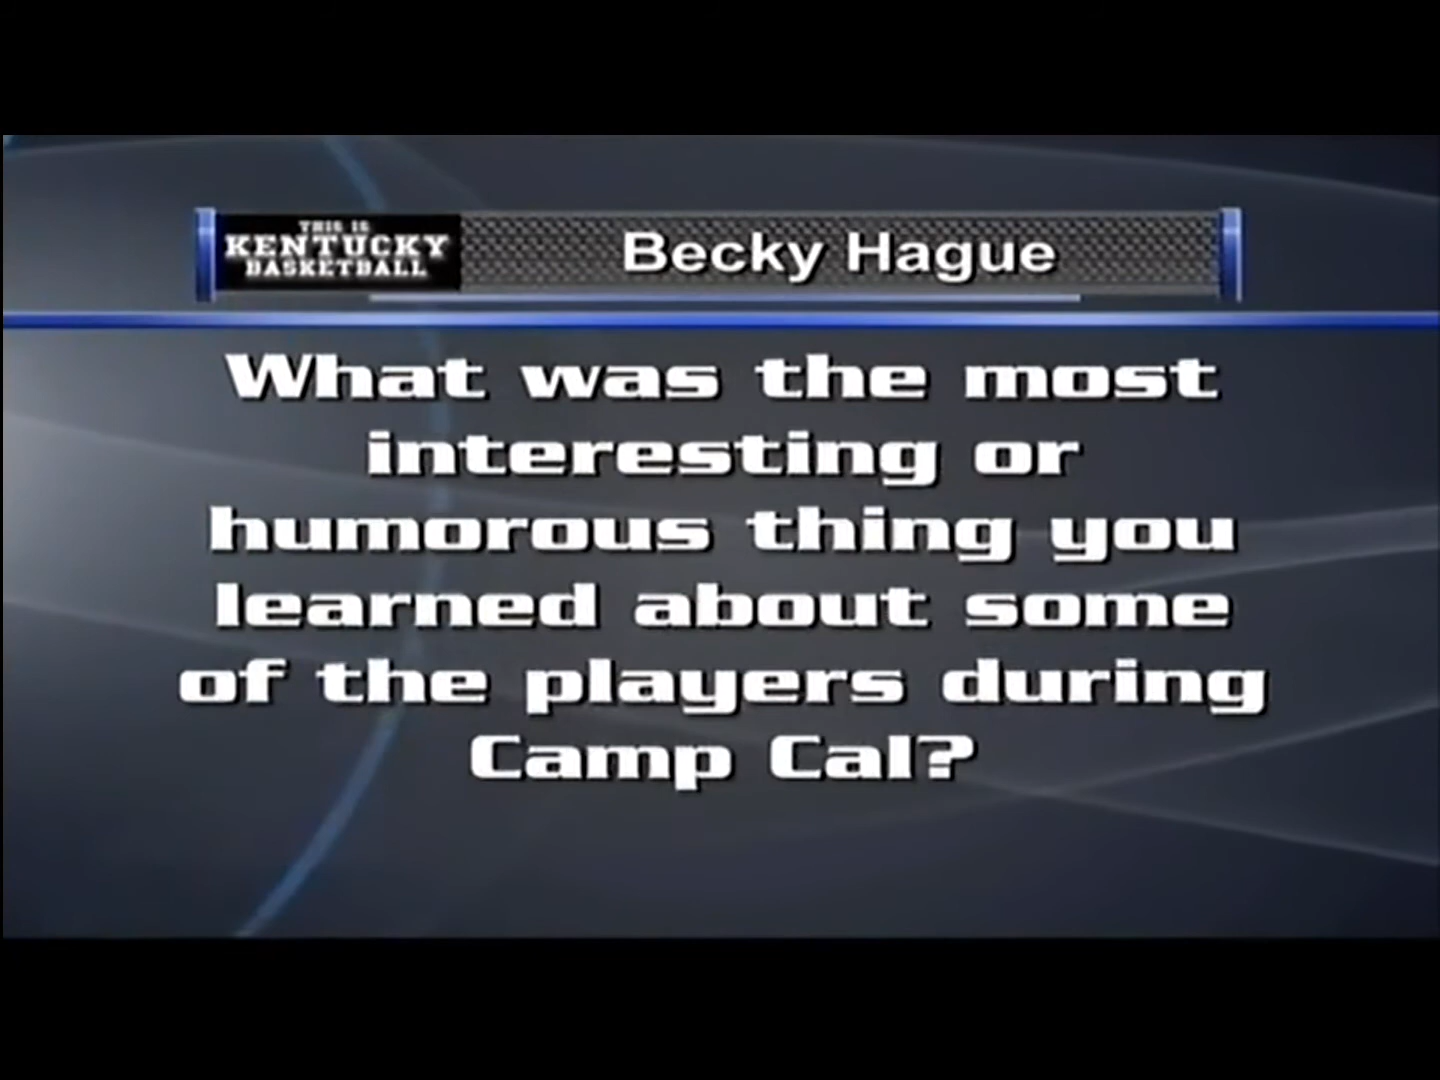 THIS IS
KENTUCKY
BASKETBALL
Becky Hague
What was the most
interesting or
humorous thing you
learned about some
of the players during
Camp Cal?